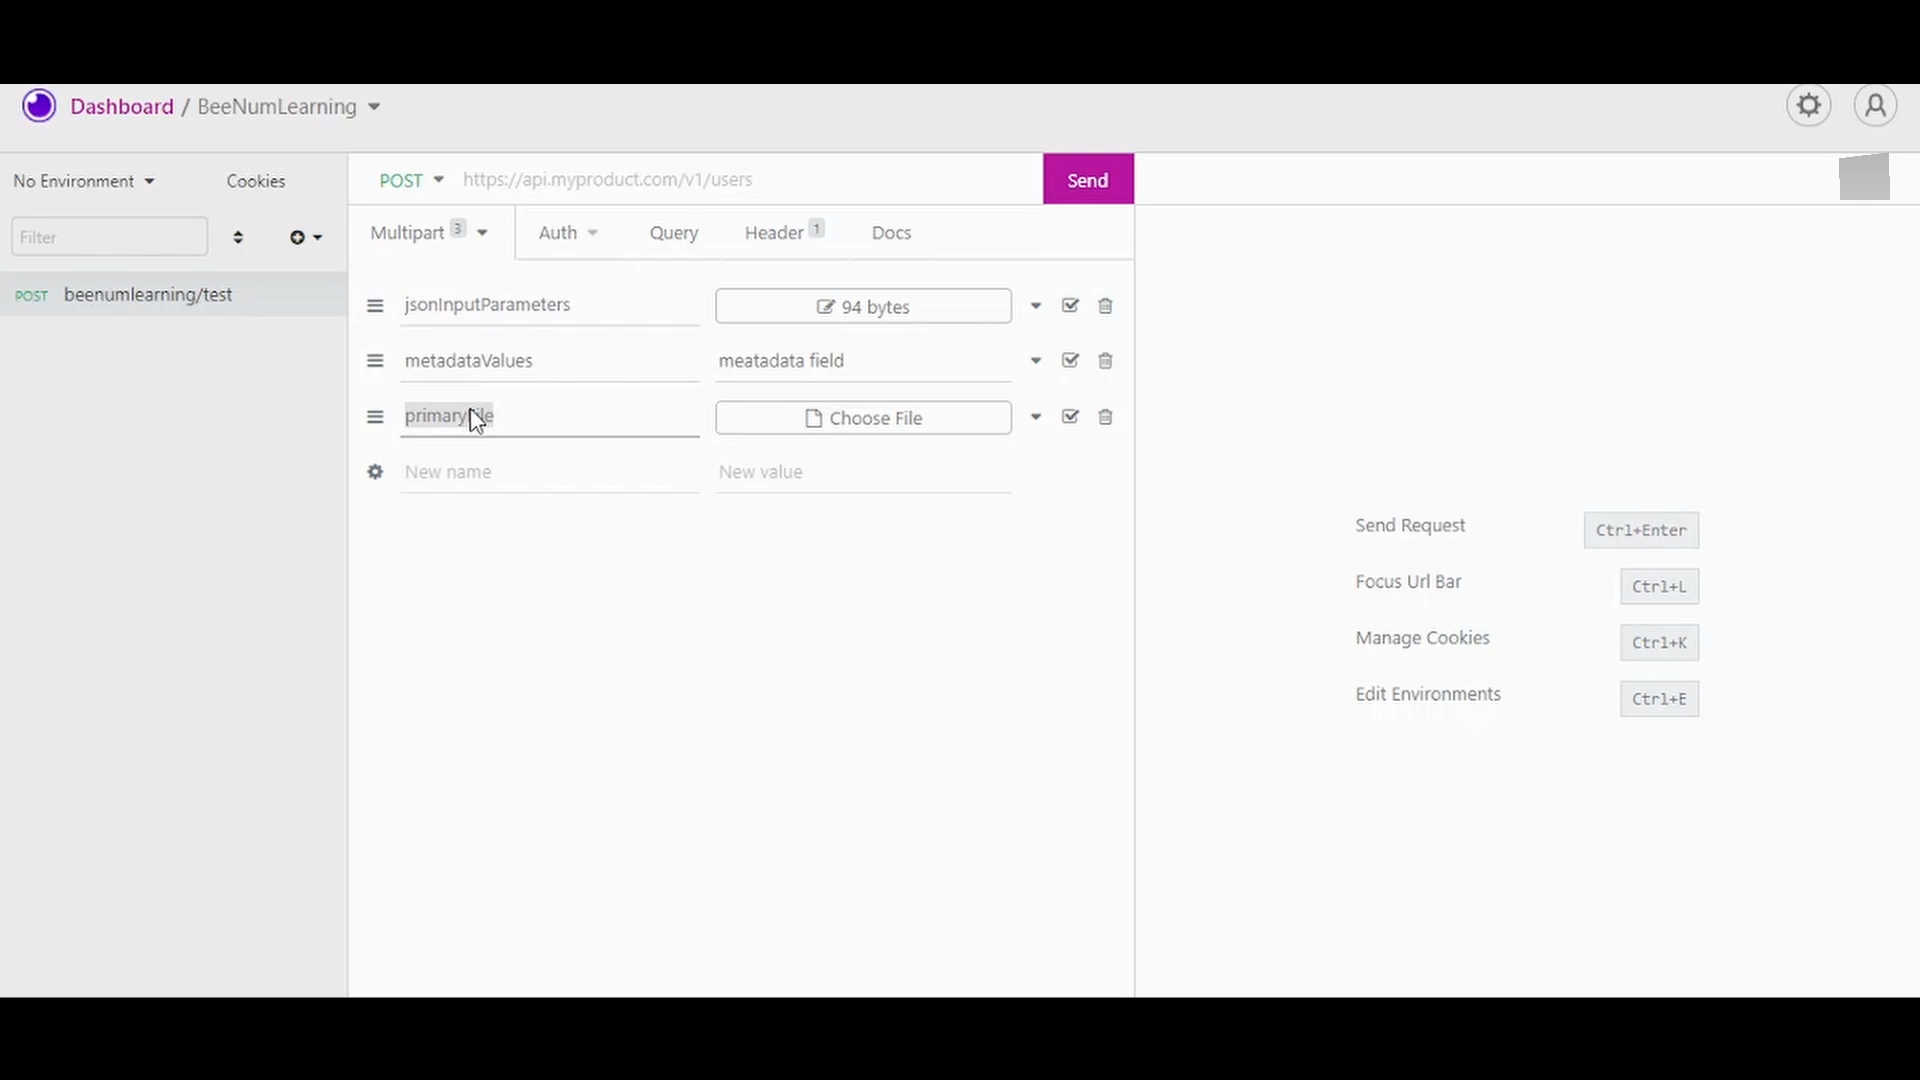 Dashboard / BeeNumLearning
No Environment
Cookies
POST
https://api.myproduct.com/v1/users
Send
Filter
Multipart 3
Auth
Query
Header 1
Docs
POST beenumlearning/test
jsonInputParameters
94 bytes
metadataValues
meatadata field
Choose File
New name
New value
Send Request
Ctrl+Enter
Focus Url Bar
Ctrl+L
Manage Cookies
Ctrl+K
Edit Environments
Ctrl+E